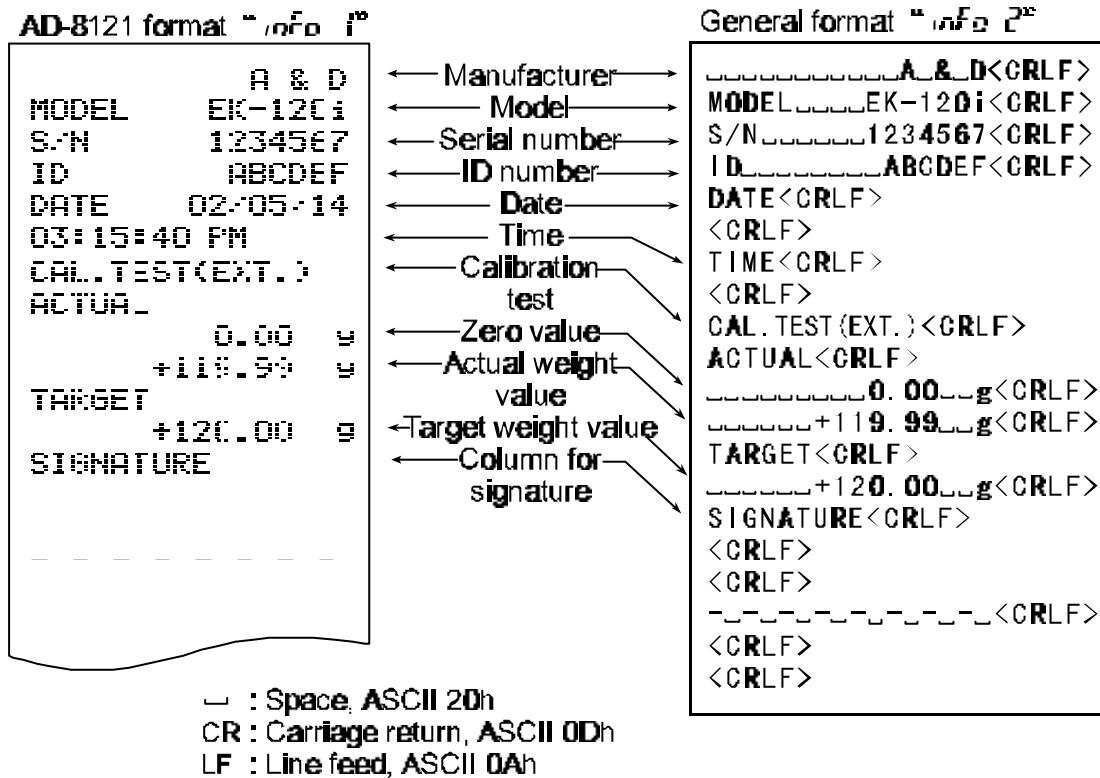 AD-8121 format "info 1"
A & D
MODEL EK-120i
S/N 1234567
ID ABCDEF
DATE 02/05/14
03:15:40 PM
CAL.TEST(EXT.)
ACTUAL
0.00 g
+119.99 g
TARGET
+120.00 g
SIGNATURE
_ _ _ _ _ _ _ _
Manufacturer
Model
Serial number
ID number
Date
Time
Calibration
test
Zero value
Actual weight
value
Target weight value
Column for
signature
General format "info 2"
␣␣␣␣␣␣␣␣␣␣␣A␣&␣D<CRLF>
MODEL␣␣␣␣EK-120i<CRLF>
S/N␣␣␣␣␣␣1234567<CRLF>
ID␣␣␣␣␣␣␣␣ABCDEF<CRLF>
DATE<CRLF>
<CRLF>
TIME<CRLF>
<CRLF>
CAL.TEST(EXT.)<CRLF>
ACTUAL<CRLF>
␣␣␣␣␣␣␣␣␣0.00␣␣g<CRLF>
␣␣␣␣␣␣+119.99␣␣g<CRLF>
TARGET<CRLF>
␣␣␣␣␣␣+120.00␣␣g<CRLF>
SIGNATURE<CRLF>
<CRLF>
<CRLF>
-␣-␣-␣-␣-␣-␣-␣-␣<CRLF>
<CRLF>
<CRLF>
␣ : Space, ASCII 20h
CR : Carriage return, ASCII 0Dh
LF : Line feed, ASCII 0Ah